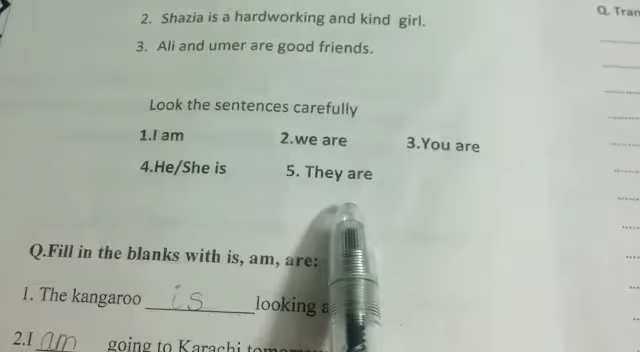 2. Shazia is a hardworking and kind girl.
Q. Tran
3. Ali and umer are good friends.
Look the sentences carefully
1.I am 2.we are 3.You are
4.He/She is 5. They are
Q.Fill in the blanks with is, am, are:
1. The kangaroo is looking a
2.I am going to Karachi